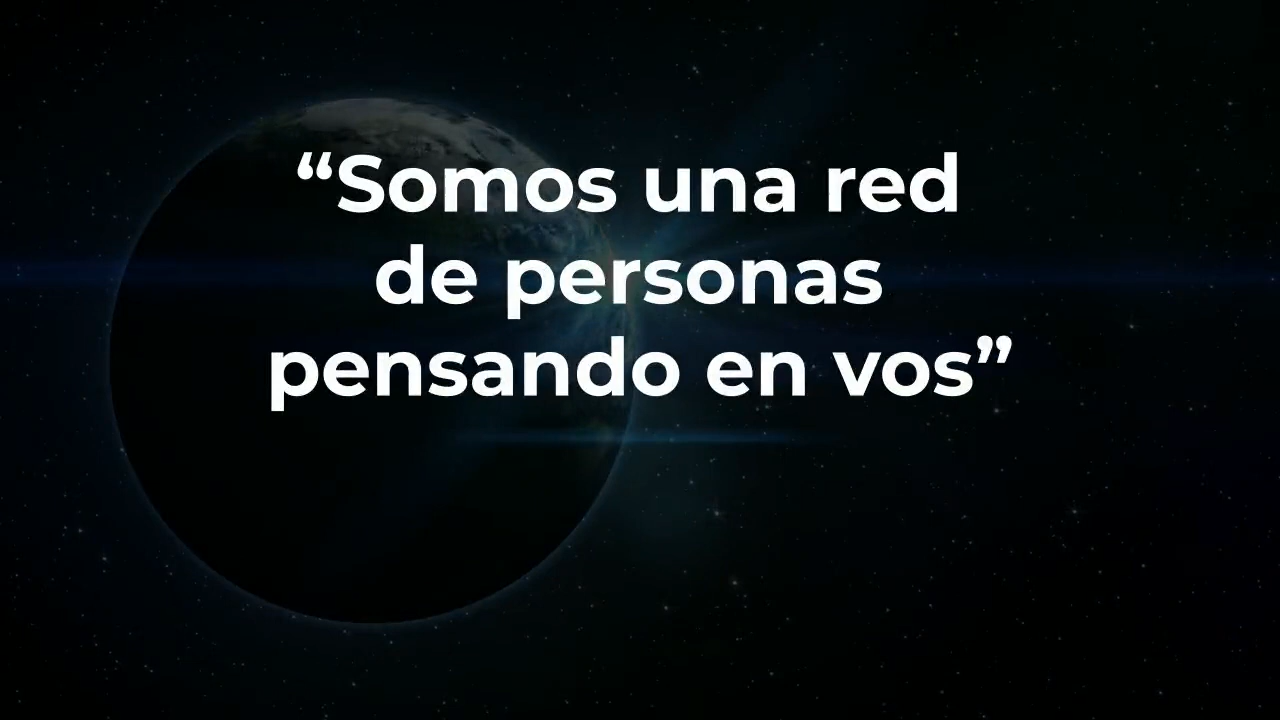 “Somos una red
de personas
pensando en vos”